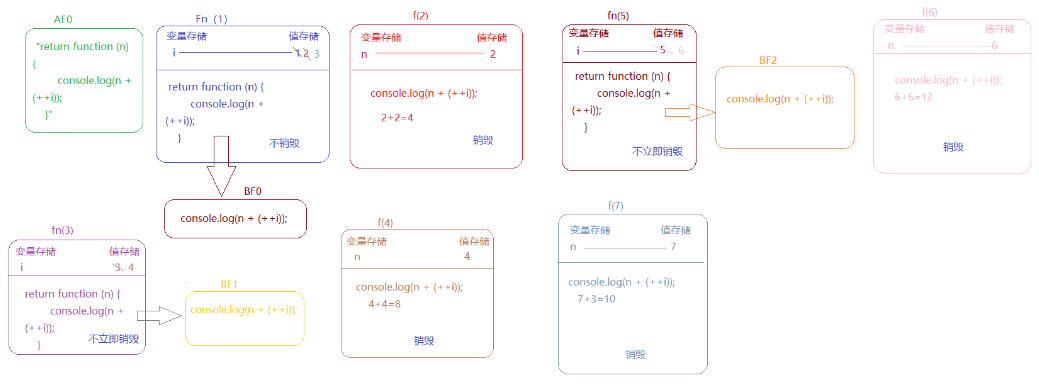 AF0
"return function (n)
{
console.log(n +
(++i));
}"
Fn (1)
变量存储 值存储
i 1 2 3
return function (n) {
console.log(n +
(++i));
}
不销毁
BF0
console.log(n + (++i));
f(2)
变量存储 值存储
n 2
console.log(n + (++i));
2+2=4
销毁
fn(5)
变量存储 值存储
i 5、6
return function (n) {
console.log(n +
(++i));
}
不立即销毁
BF2
console.log(n + (++i));
f(6)
变量存储 值存储
n 6
console.log(n + (++i));
6+6=12
销毁
fn(3)
变量存储 值存储
i 3、4
return function (n) {
console.log(n +
(++i));
}
不立即销毁
BF1
console.log(n + (++i));
f(4)
变量存储 值存储
n 4
console.log(n + (++i));
4+4=8
销毁
f(7)
变量存储 值存储
n 7
console.log(n + (++i));
7+3=10
销毁